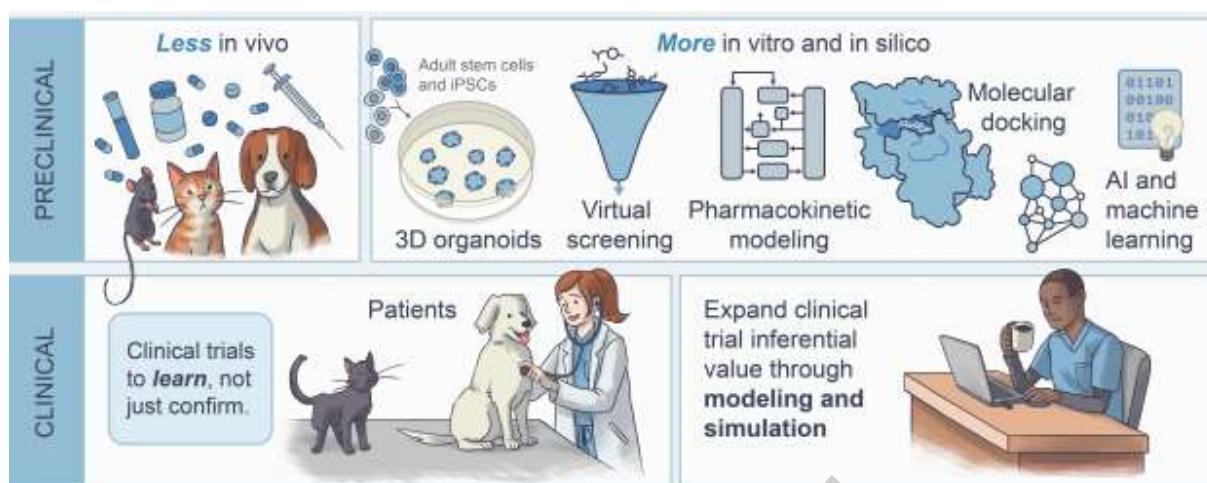 PRECLINICAL
Less in vivo
More in vitro and in silico
Adult stem cells
and iPSCs
3D organoids
Virtual
screening
Pharmacokinetic
modeling
Molecular
docking
01101
00100
AI and
machine
learning
CLINICAL
Clinical trials
to learn, not
just confirm.
Patients
Expand clinical
trial inferential
value through
modeling and
simulation